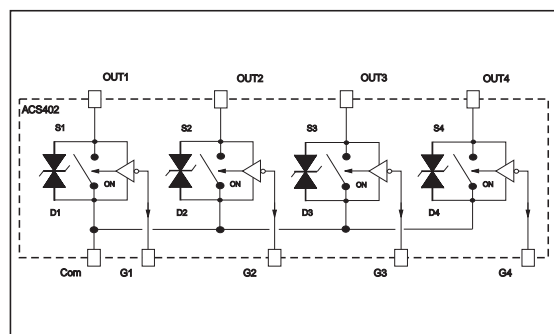 OUT1 OUT2 OUT3 OUT4
ACS402
S1 S2 S3 S4
ON ON ON ON
D1 D2 D3 D4
Com G1 G2 G3 G4